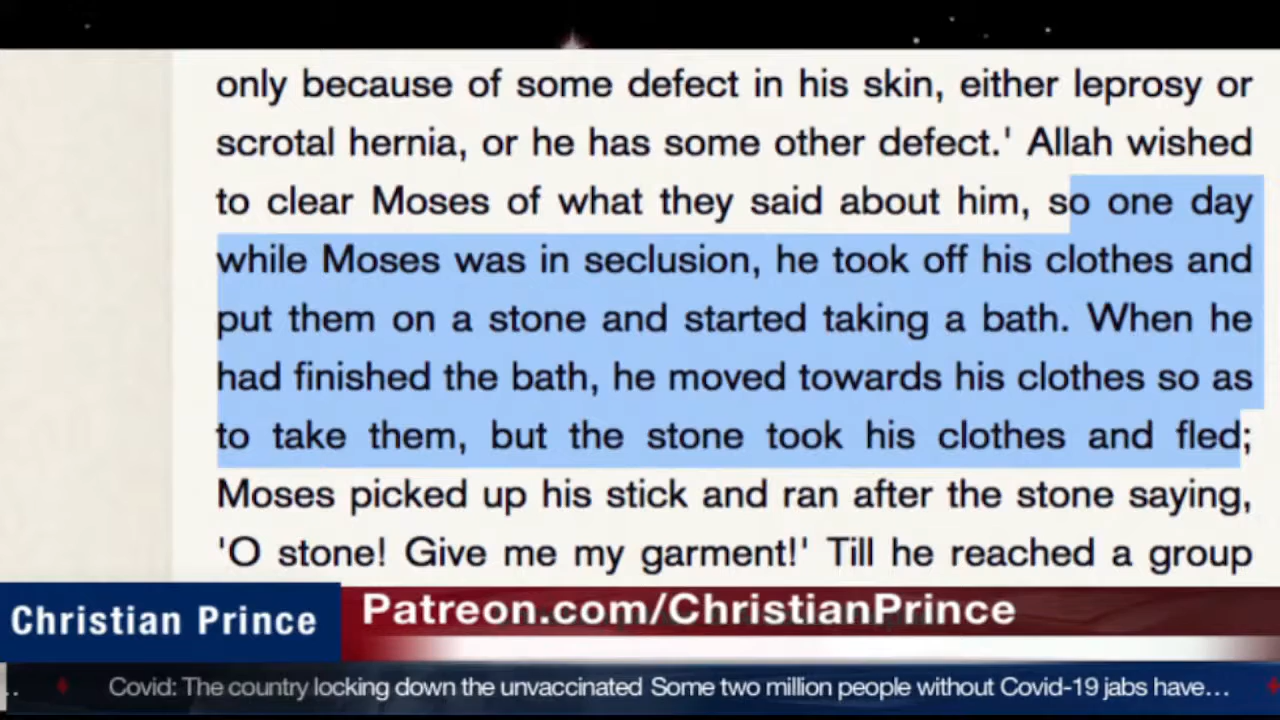 only because of some defect in his skin, either leprosy or
scrotal hernia, or he has some other defect.' Allah wished
to clear Moses of what they said about him, so one day
while Moses was in seclusion, he took off his clothes and
put them on a stone and started taking a bath. When he
had finished the bath, he moved towards his clothes so as
to take them, but the stone took his clothes and fled;
Moses picked up his stick and ran after the stone saying,
'O stone! Give me my garment!' Till he reached a group
Christian Prince
Patreon.com/ChristianPrince
.. Covid: The country locking down the unvaccinated Some two million people without Covid-19 jabs have…